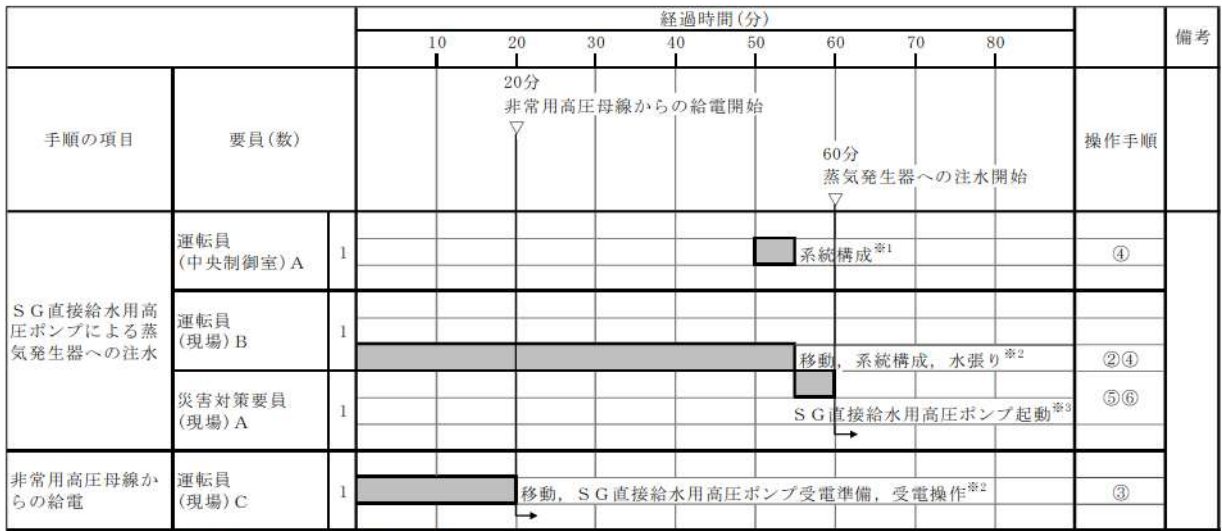 経過時間(分)
備考
10 20 30 40 50 60 70 80
手順の項目
要員(数)
操作手順
20分
非常用高圧母線からの給電開始
▽
60分
蒸気発生器への注水開始
▽
SG直接給水用高
圧ポンプによる蒸
気発生器への注水
運転員
(中央制御室)A
1
系統構成※1
④
運転員
(現場)B
1
移動,系統構成,水張り※2
②④
災害対策要員
(現場)A
1
SG直接給水用高圧ポンプ起動※3
⑤⑥
非常用高圧母線か
らの給電
運転員
(現場)C
1
移動,SG直接給水用高圧ポンプ受電準備,受電操作※2
③